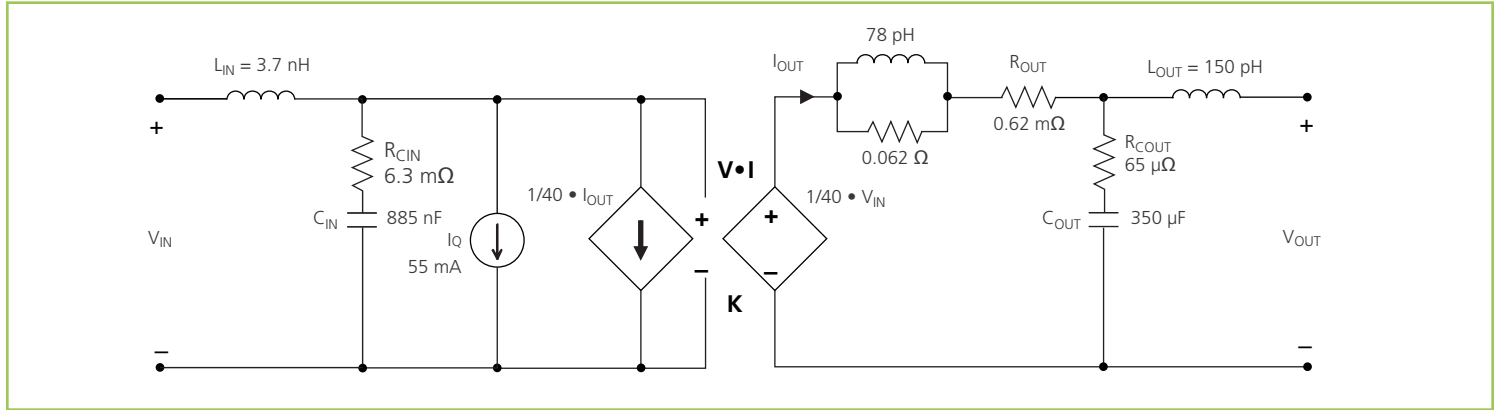 L_IN = 3.7 nH
+
–
V_IN
R_CIN
6.3 mΩ
C_IN
885 nF
I_Q
55 mA
1/40 • I_OUT
V•I
+
–
K
1/40 • V_IN
+
–
I_OUT
78 pH
0.062 Ω
R_OUT
0.62 mΩ
L_OUT = 150 pH
R_COUT
65 µΩ
C_OUT
350 µF
+
–
V_OUT